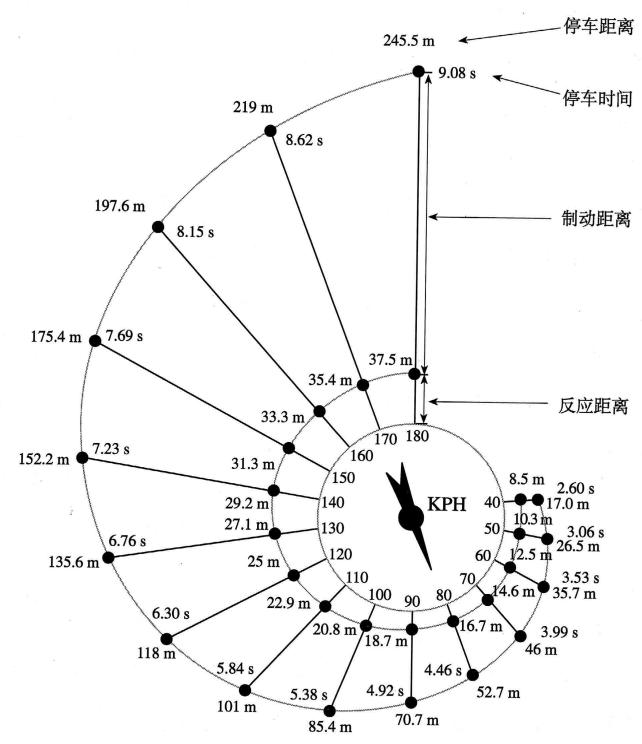 245.5 m
停车距离
9.08 s
停车时间
219 m
8.62 s
197.6 m
8.15 s
制动距离
175.4 m
7.69 s
37.5 m
35.4 m
反应距离
33.3 m
170
180
160
31.3 m
152.2 m
7.23 s
150
29.2 m
140
KPH
40
8.5 m
2.60 s
17.0 m
27.1 m
130
50
10.3 m
3.06 s
26.5 m
135.6 m
6.76 s
120
60
12.5 m
25 m
110
70
3.53 s
35.7 m
22.9 m
100
90
80
14.6 m
6.30 s
118 m
20.8 m
18.7 m
16.7 m
3.99 s
46 m
5.84 s
101 m
5.38 s
85.4 m
4.92 s
70.7 m
4.46 s
52.7 m